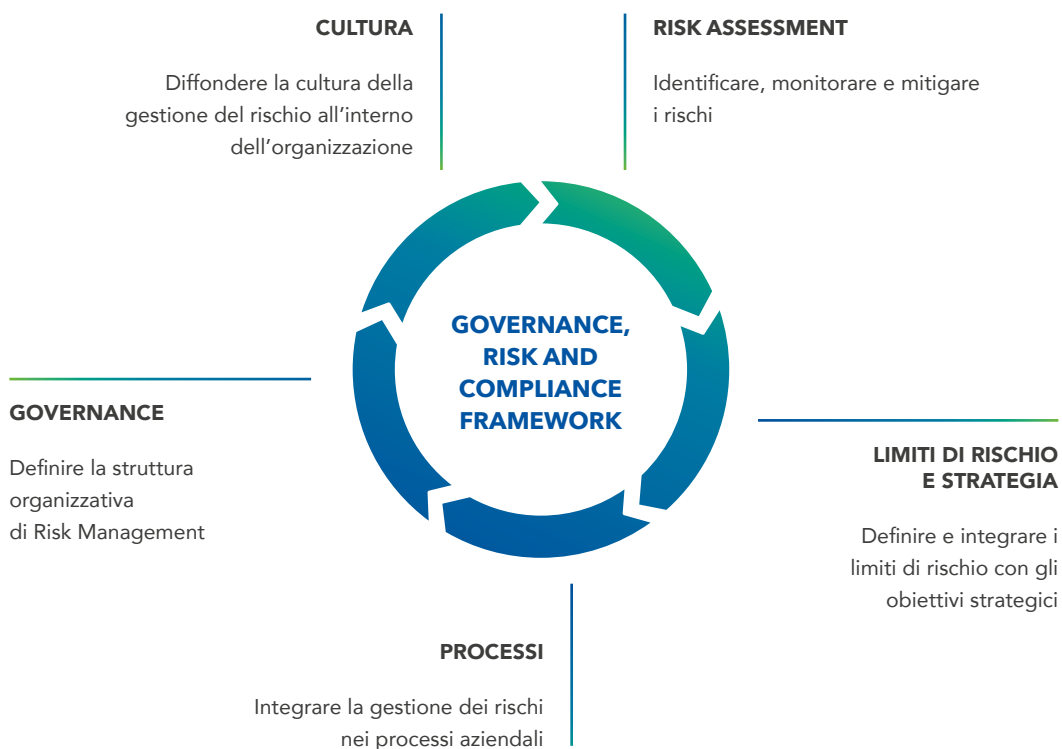 CULTURA
Diffondere la cultura della
gestione del rischio all’interno
dell’organizzazione
RISK ASSESSMENT
Identificare, monitorare e mitigare
i rischi
GOVERNANCE,
RISK AND
COMPLIANCE
FRAMEWORK
GOVERNANCE
Definire la struttura
organizzativa
di Risk Management
LIMITI DI RISCHIO
E STRATEGIA
Definire e integrare i
limiti di rischio con gli
obiettivi strategici
PROCESSI
Integrare la gestione dei rischi
nei processi aziendali